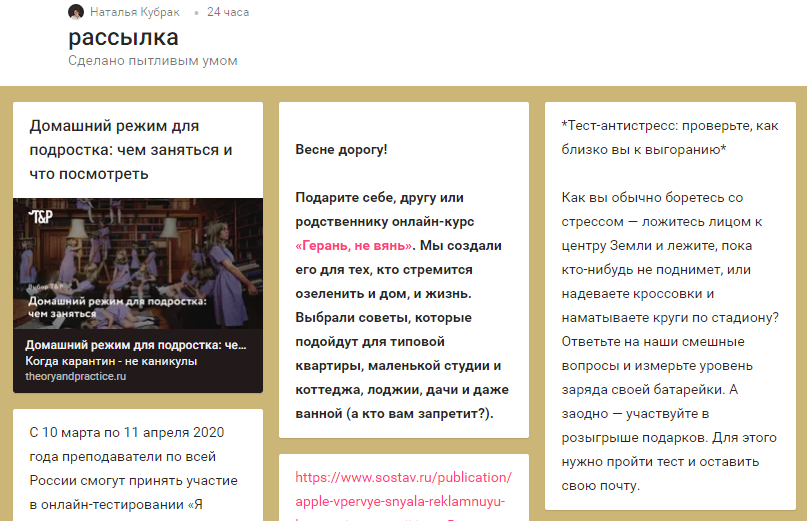 Наталья Кубрак • 24 часа
рассылка
Сделано пытливым умом
Домашний режим для
подростка: чем заняться и
что посмотреть
T&P
Выбор T&P
Домашний режим для подростка:
чем заняться
Домашний режим для подростка: че...
Когда карантин - не каникулы
theoryandpractice.ru
С 10 марта по 11 апреля 2020
года преподаватели по всей
России смогут принять участие
в онлайн-тестировании «Я
Весне дорогу!
Подарите себе, другу или
родственнику онлайн-курс
«Герань, не вянь». Мы создали
его для тех, кто стремится
озеленить и дом, и жизнь.
Выбрали советы, которые
подойдут для типовой
квартиры, маленькой студии и
коттеджа, лоджии, дачи и даже
ванной (а кто вам запретит?).
https://www.sostav.ru/publication/
apple-vpervye-snyala-reklamnuyu-
*Тест-антистресс: проверьте, как
близко вы к выгоранию*
Как вы обычно боретесь со
стрессом — ложитесь лицом к
центру Земли и лежите, пока
кто-нибудь не поднимет, или
надеваете кроссовки и
наматываете круги по стадиону?
Ответьте на наши смешные
вопросы и измерьте уровень
заряда своей батарейки. А
заодно — участвуйте в
розыгрыше подарков. Для этого
нужно пройти тест и оставить
свою почту.